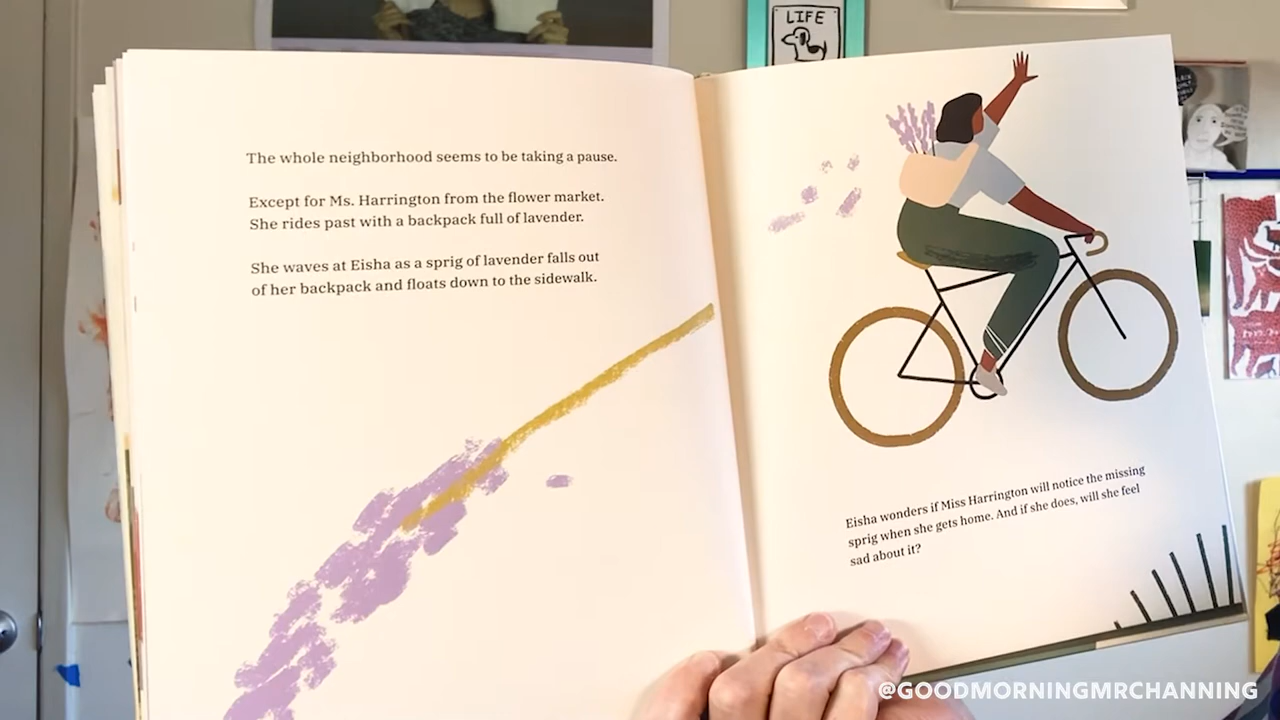 LIFE
The whole neighborhood seems to be taking a pause.
Except for Ms. Harrington from the flower market.
She rides past with a backpack full of lavender.
She waves at Eisha as a sprig of lavender falls out
of her backpack and floats down to the sidewalk.
Eisha wonders if Miss Harrington will notice the missing
sprig when she gets home. And if she does, will she feel
sad about it?
@GOODMORNINGMRCHANNING